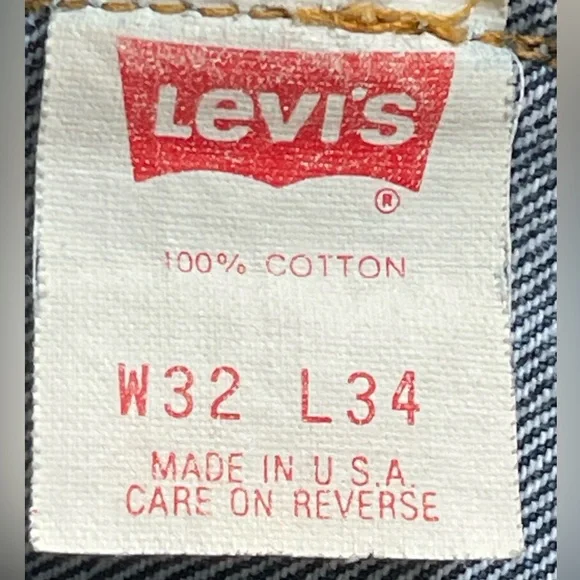 LEVI'S
®
100% COTTON
W32 L34
MADE IN U.S.A.
CARE ON REVERSE